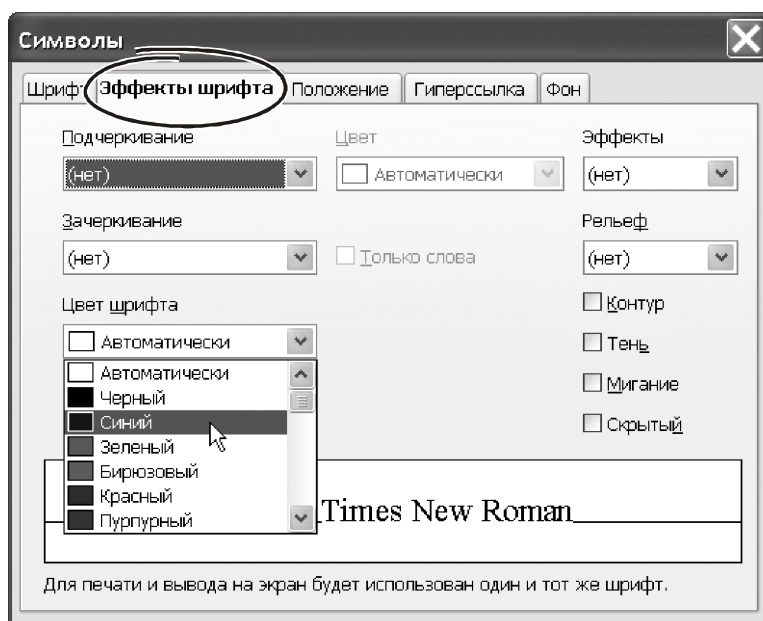 Символы
Шрифт Эффекты шрифта Положение Гиперссылка Фон
Подчеркивание Цвет Эффекты
(нет) Автоматически (нет)
Зачеркивание Рельеф
(нет) Только слова (нет)
Цвет шрифта Контур
Автоматически Тень
Автоматически
Черный Мигание
Синий Скрытый
Зеленый
Бирюзовый
Красный
Пурпурный
Times New Roman
Для печати и вывода на экран будет использован один и тот же шрифт.